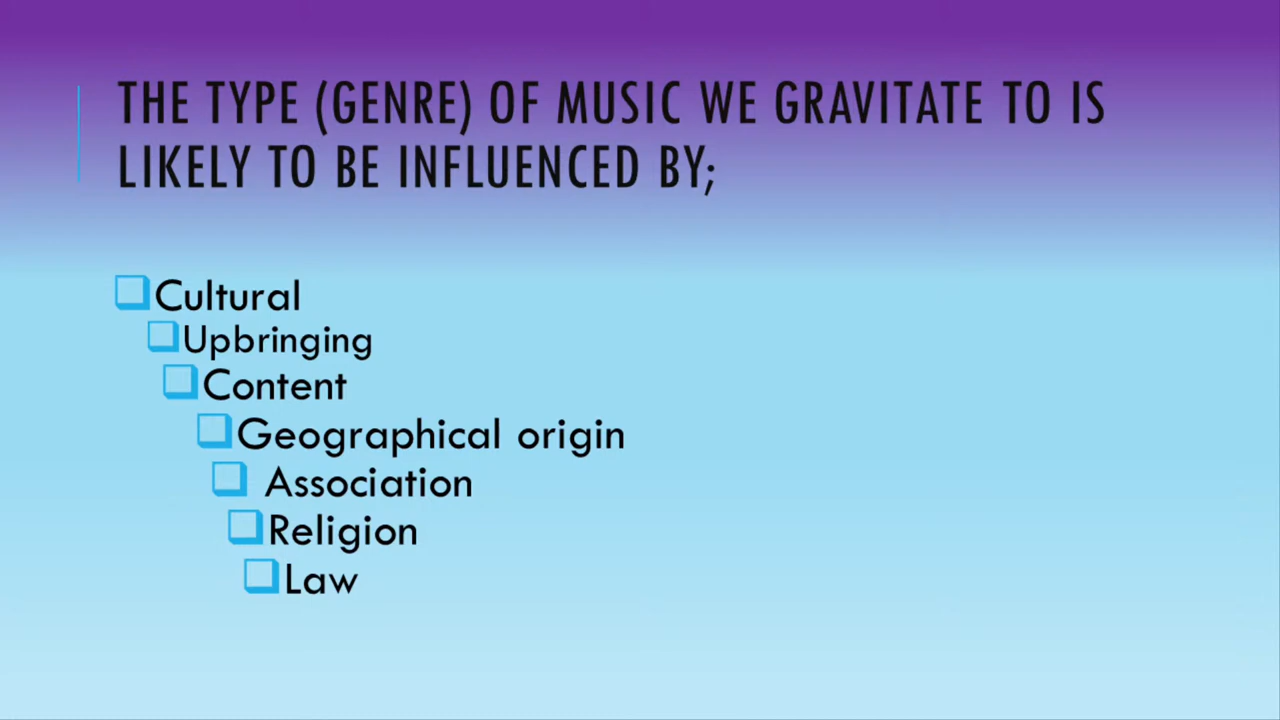 THE TYPE (GENRE) OF MUSIC WE GRAVITATE TO IS
LIKELY TO BE INFLUENCED BY;
Cultural
Upbringing
Content
Geographical origin
Association
Religion
Law